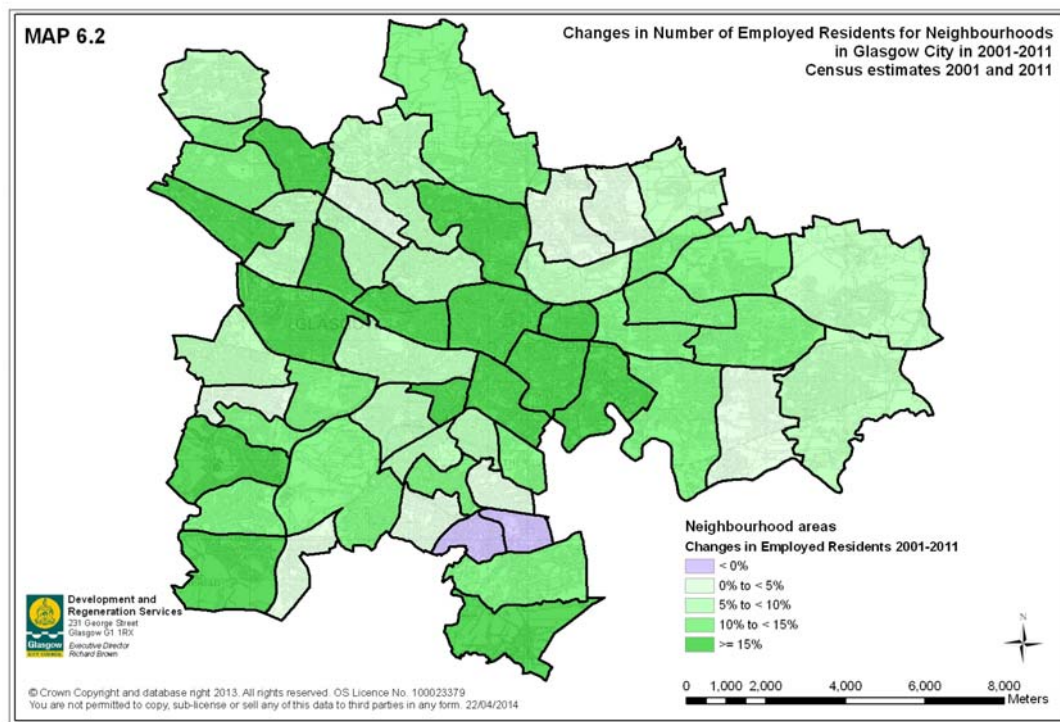 MAP 6.2
Changes in Number of Employed Residents for Neighbourhoods
in Glasgow City in 2001-2011
Census estimates 2001 and 2011
GLASGO
Neighbourhood areas
Changes in Employed Residents 2001-2011
< 0%
0% to < 5%
5% to < 10%
10% to < 15%
>= 15%
Development and
Regeneration Services
231 George Street
Glasgow G1 1RX
Executive Director
Richard Brown
Glasgow
CITY COUNCIL
N
0 1,000 2,000 4,000 6,000 8,000
Meters
© Crown Copyright and database right 2013. All rights reserved. OS Licence No. 100023379
You are not permitted to copy, sub-license or sell any of this data to third parties in any form. 22/04/2014